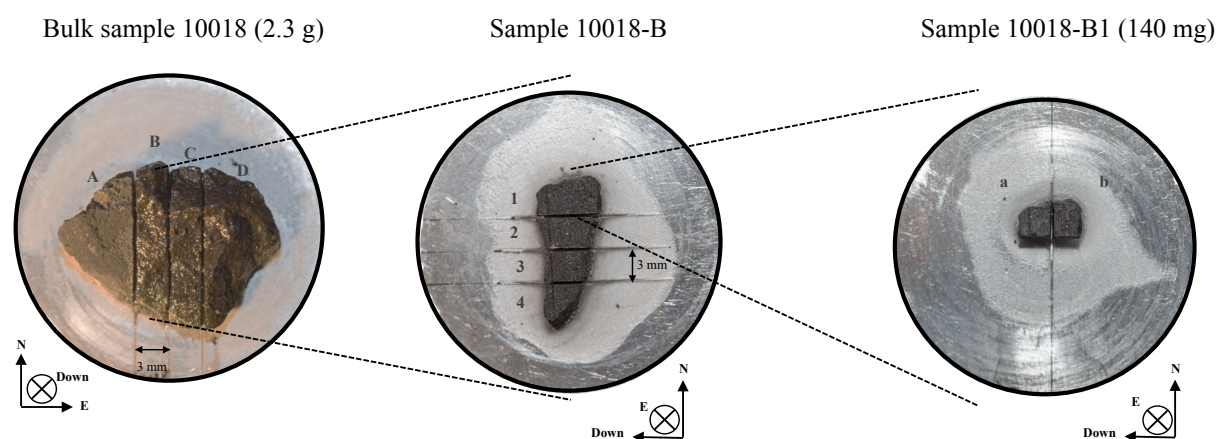 Bulk sample 10018 (2.3 g)
Sample 10018-B
Sample 10018-B1 (140 mg)
A
B
C
D
3 mm
N
Down
E
1
2
3
4
3 mm
N
E
Down
a
b
N
E
Down